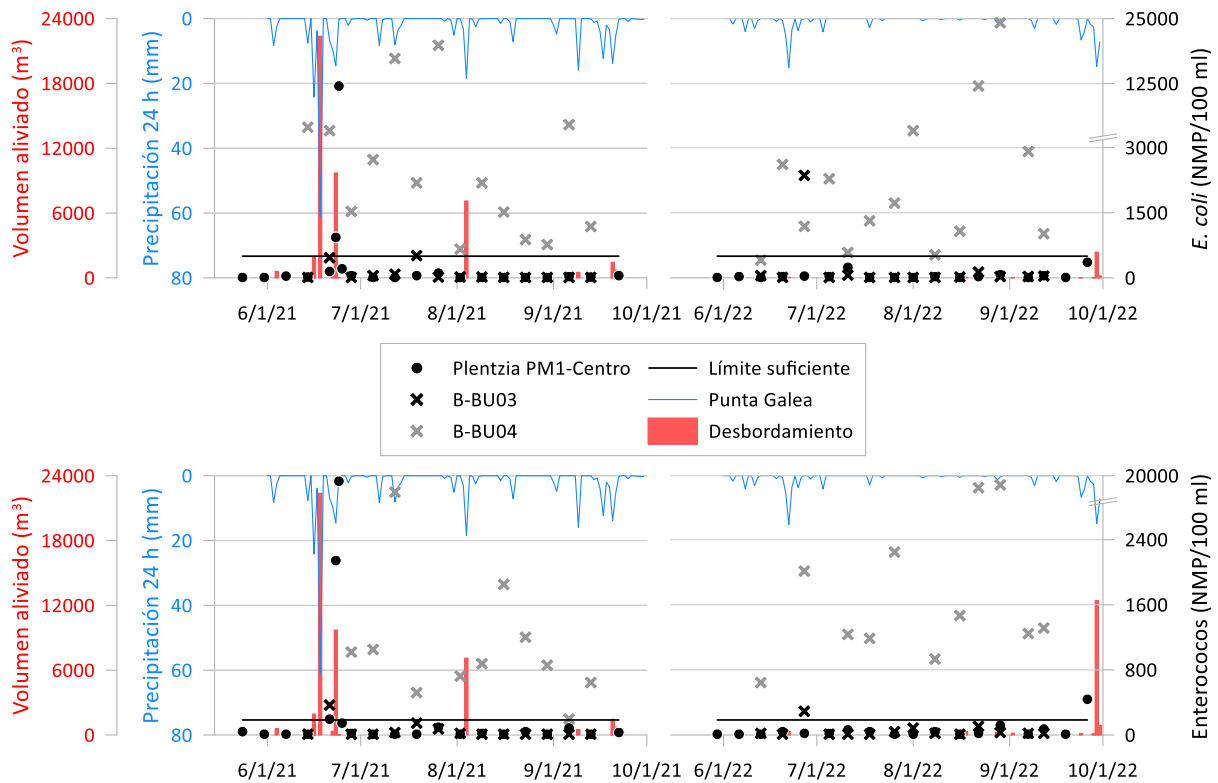 Volumen aliviado (m³)
24000
18000
12000
6000
0
Precipitación 24 h (mm)
0
20
40
60
80
25000
12500
3000
1500
0
E. coli (NMP/100 ml)
6/1/21 7/1/21 8/1/21 9/1/21 10/1/21 6/1/22 7/1/22 8/1/22 9/1/22 10/1/22
Plentzia PM1-Centro Límite suficiente
B-BU03 Punta Galea
B-BU04 Desbordamiento
Volumen aliviado (m³)
24000
18000
12000
6000
0
Precipitación 24 h (mm)
0
20
40
60
80
20000
2400
1600
800
0
Enterococos (NMP/100 ml)
6/1/21 7/1/21 8/1/21 9/1/21 10/1/21 6/1/22 7/1/22 8/1/22 9/1/22 10/1/22